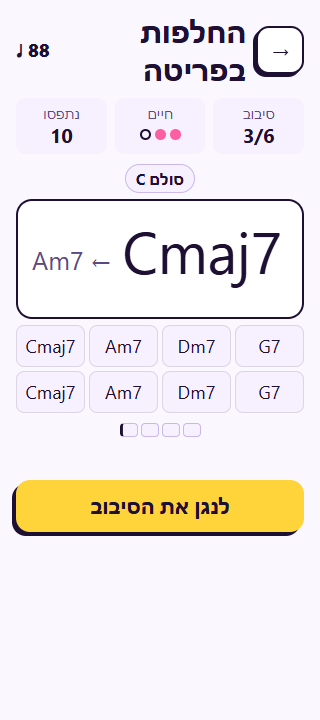 →
החלפות
בפריטה
♩ 88
סיבוב
3/6
חיים
נתפסו
10
סולם C
Cmaj7 ← Am7
Cmaj7 Am7 Dm7 G7
Cmaj7 Am7 Dm7 G7
לנגן את הסיבוב